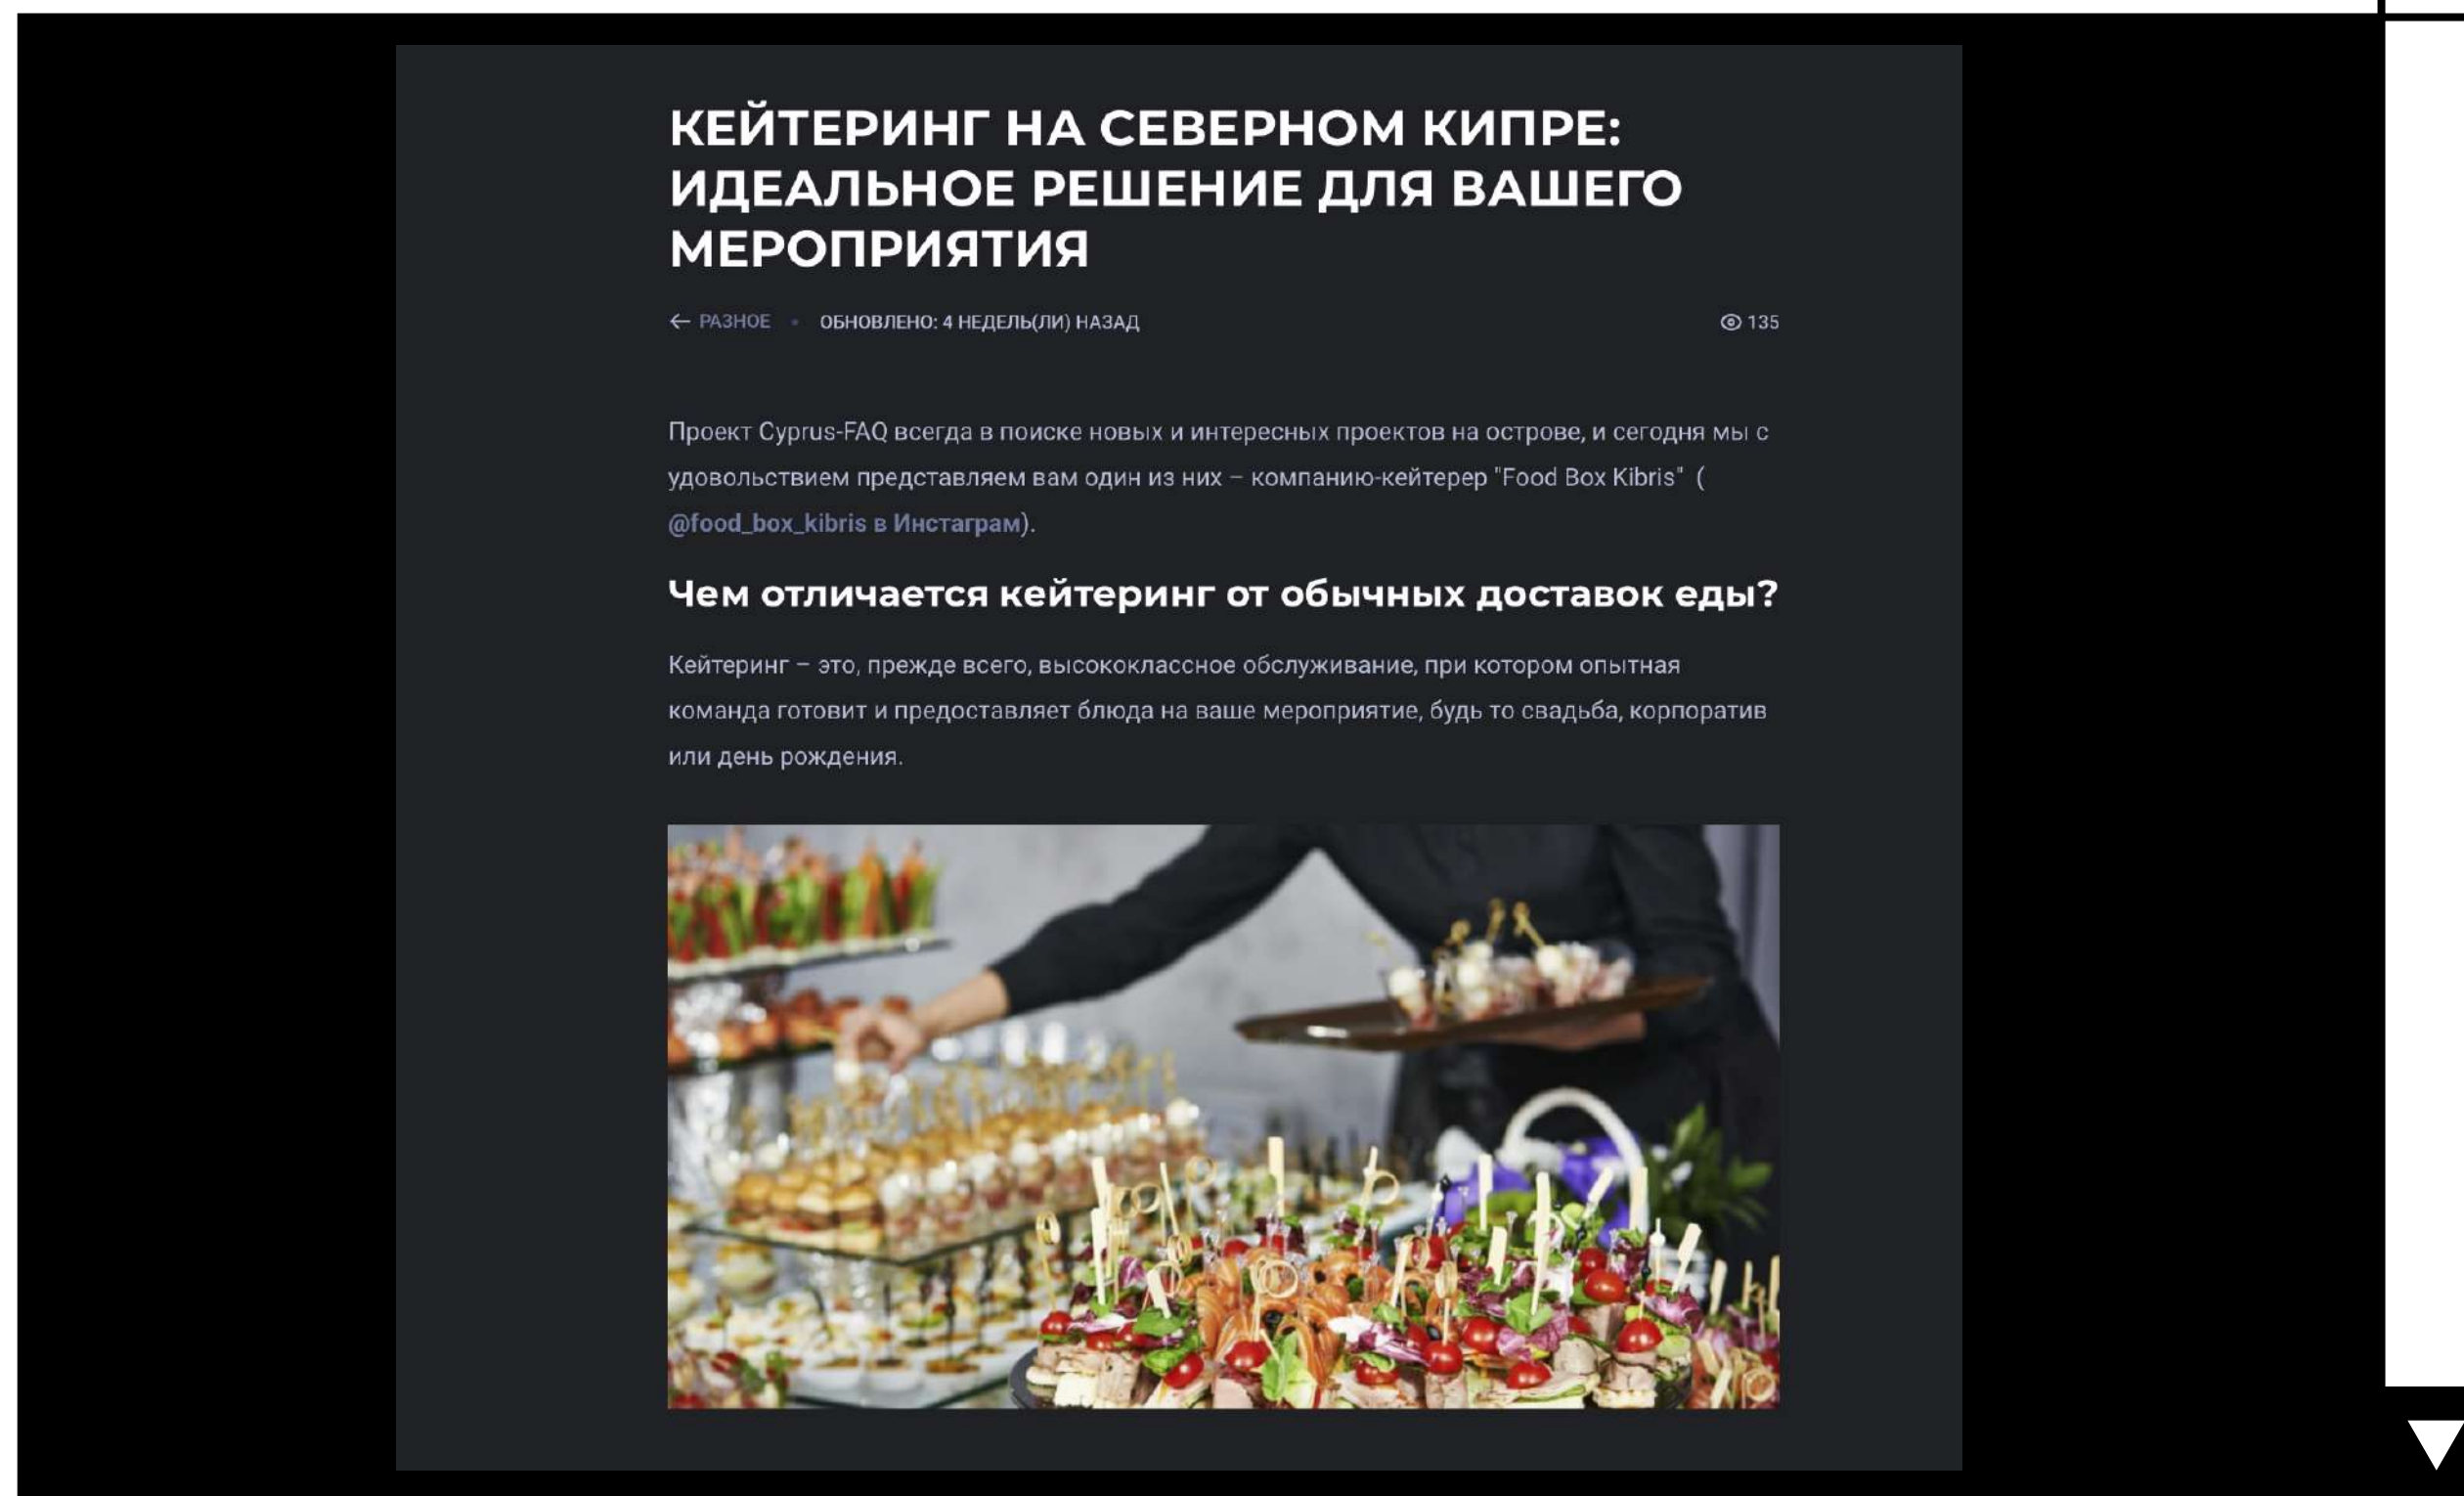 КЕЙТЕРИНГ НА СЕВЕРНОМ КИПРЕ:
ИДЕАЛЬНОЕ РЕШЕНИЕ ДЛЯ ВАШЕГО
МЕРОПРИЯТИЯ
← РАЗНОЕ • ОБНОВЛЕНО: 4 НЕДЕЛЬ(ЛИ) НАЗАД 135
Проект Cyprus-FAQ всегда в поиске новых и интересных проектов на острове, и сегодня мы с
удовольствием представляем вам один из них – компанию-кейтерер "Food Box Kibris" (
@food_box_kibris в Инстаграм).
Чем отличается кейтеринг от обычных доставок еды?
Кейтеринг – это, прежде всего, высококлассное обслуживание, при котором опытная
команда готовит и предоставляет блюда на ваше мероприятие, будь то свадьба, корпоратив
или день рождения.